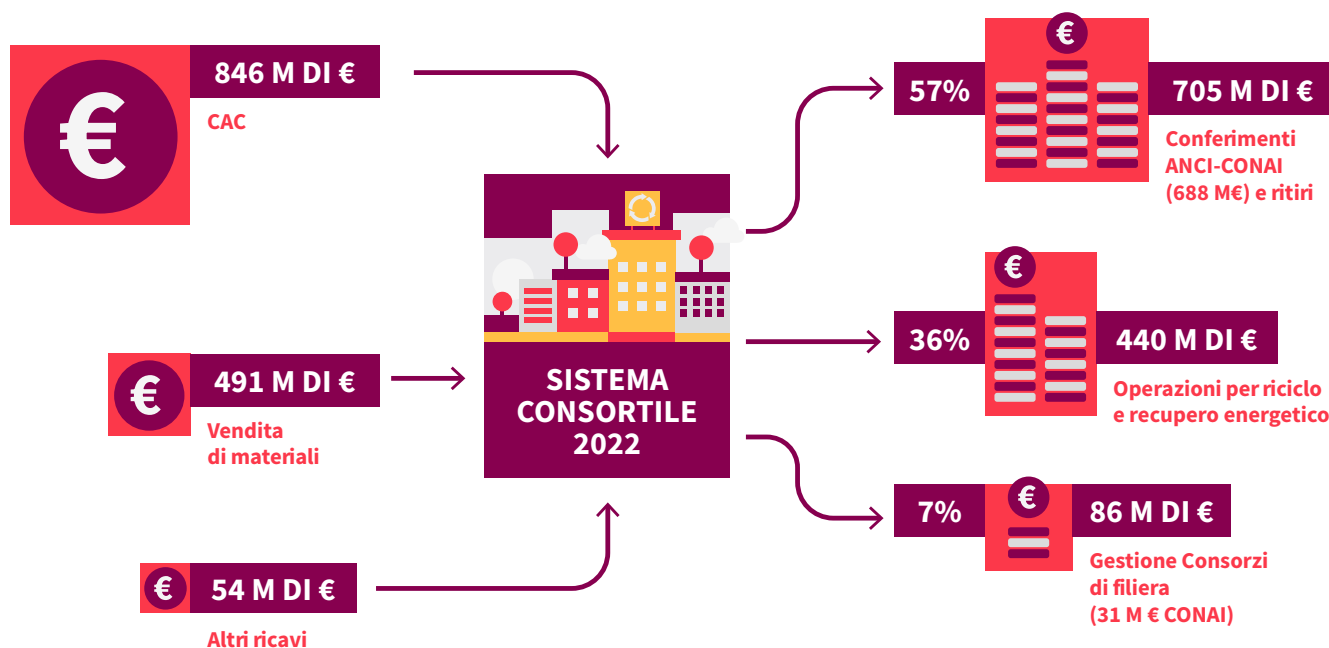 846 M DI €
CAC
491 M DI €
Vendita
di materiali
54 M DI €
Altri ricavi
SISTEMA
CONSORTILE
2022
57%
705 M DI €
Conferimenti
ANCI-CONAI
(688 M€) e ritiri
36%
440 M DI €
Operazioni per riciclo
e recupero energetico
7%
86 M DI €
Gestione Consorzi
di filiera
(31 M € CONAI)